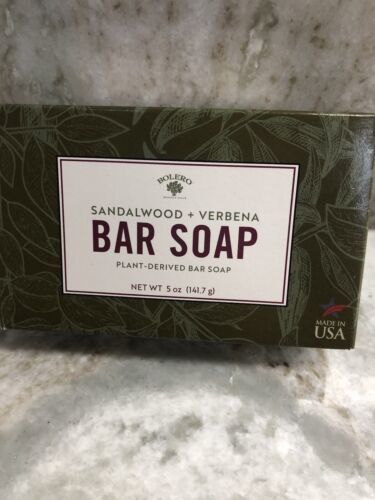 BOLERO
SANDALWOOD + VERBENA
BAR SOAP
PLANT-DERIVED BAR SOAP
NET WT 5 oz (141.7 g)
MADE IN
USA